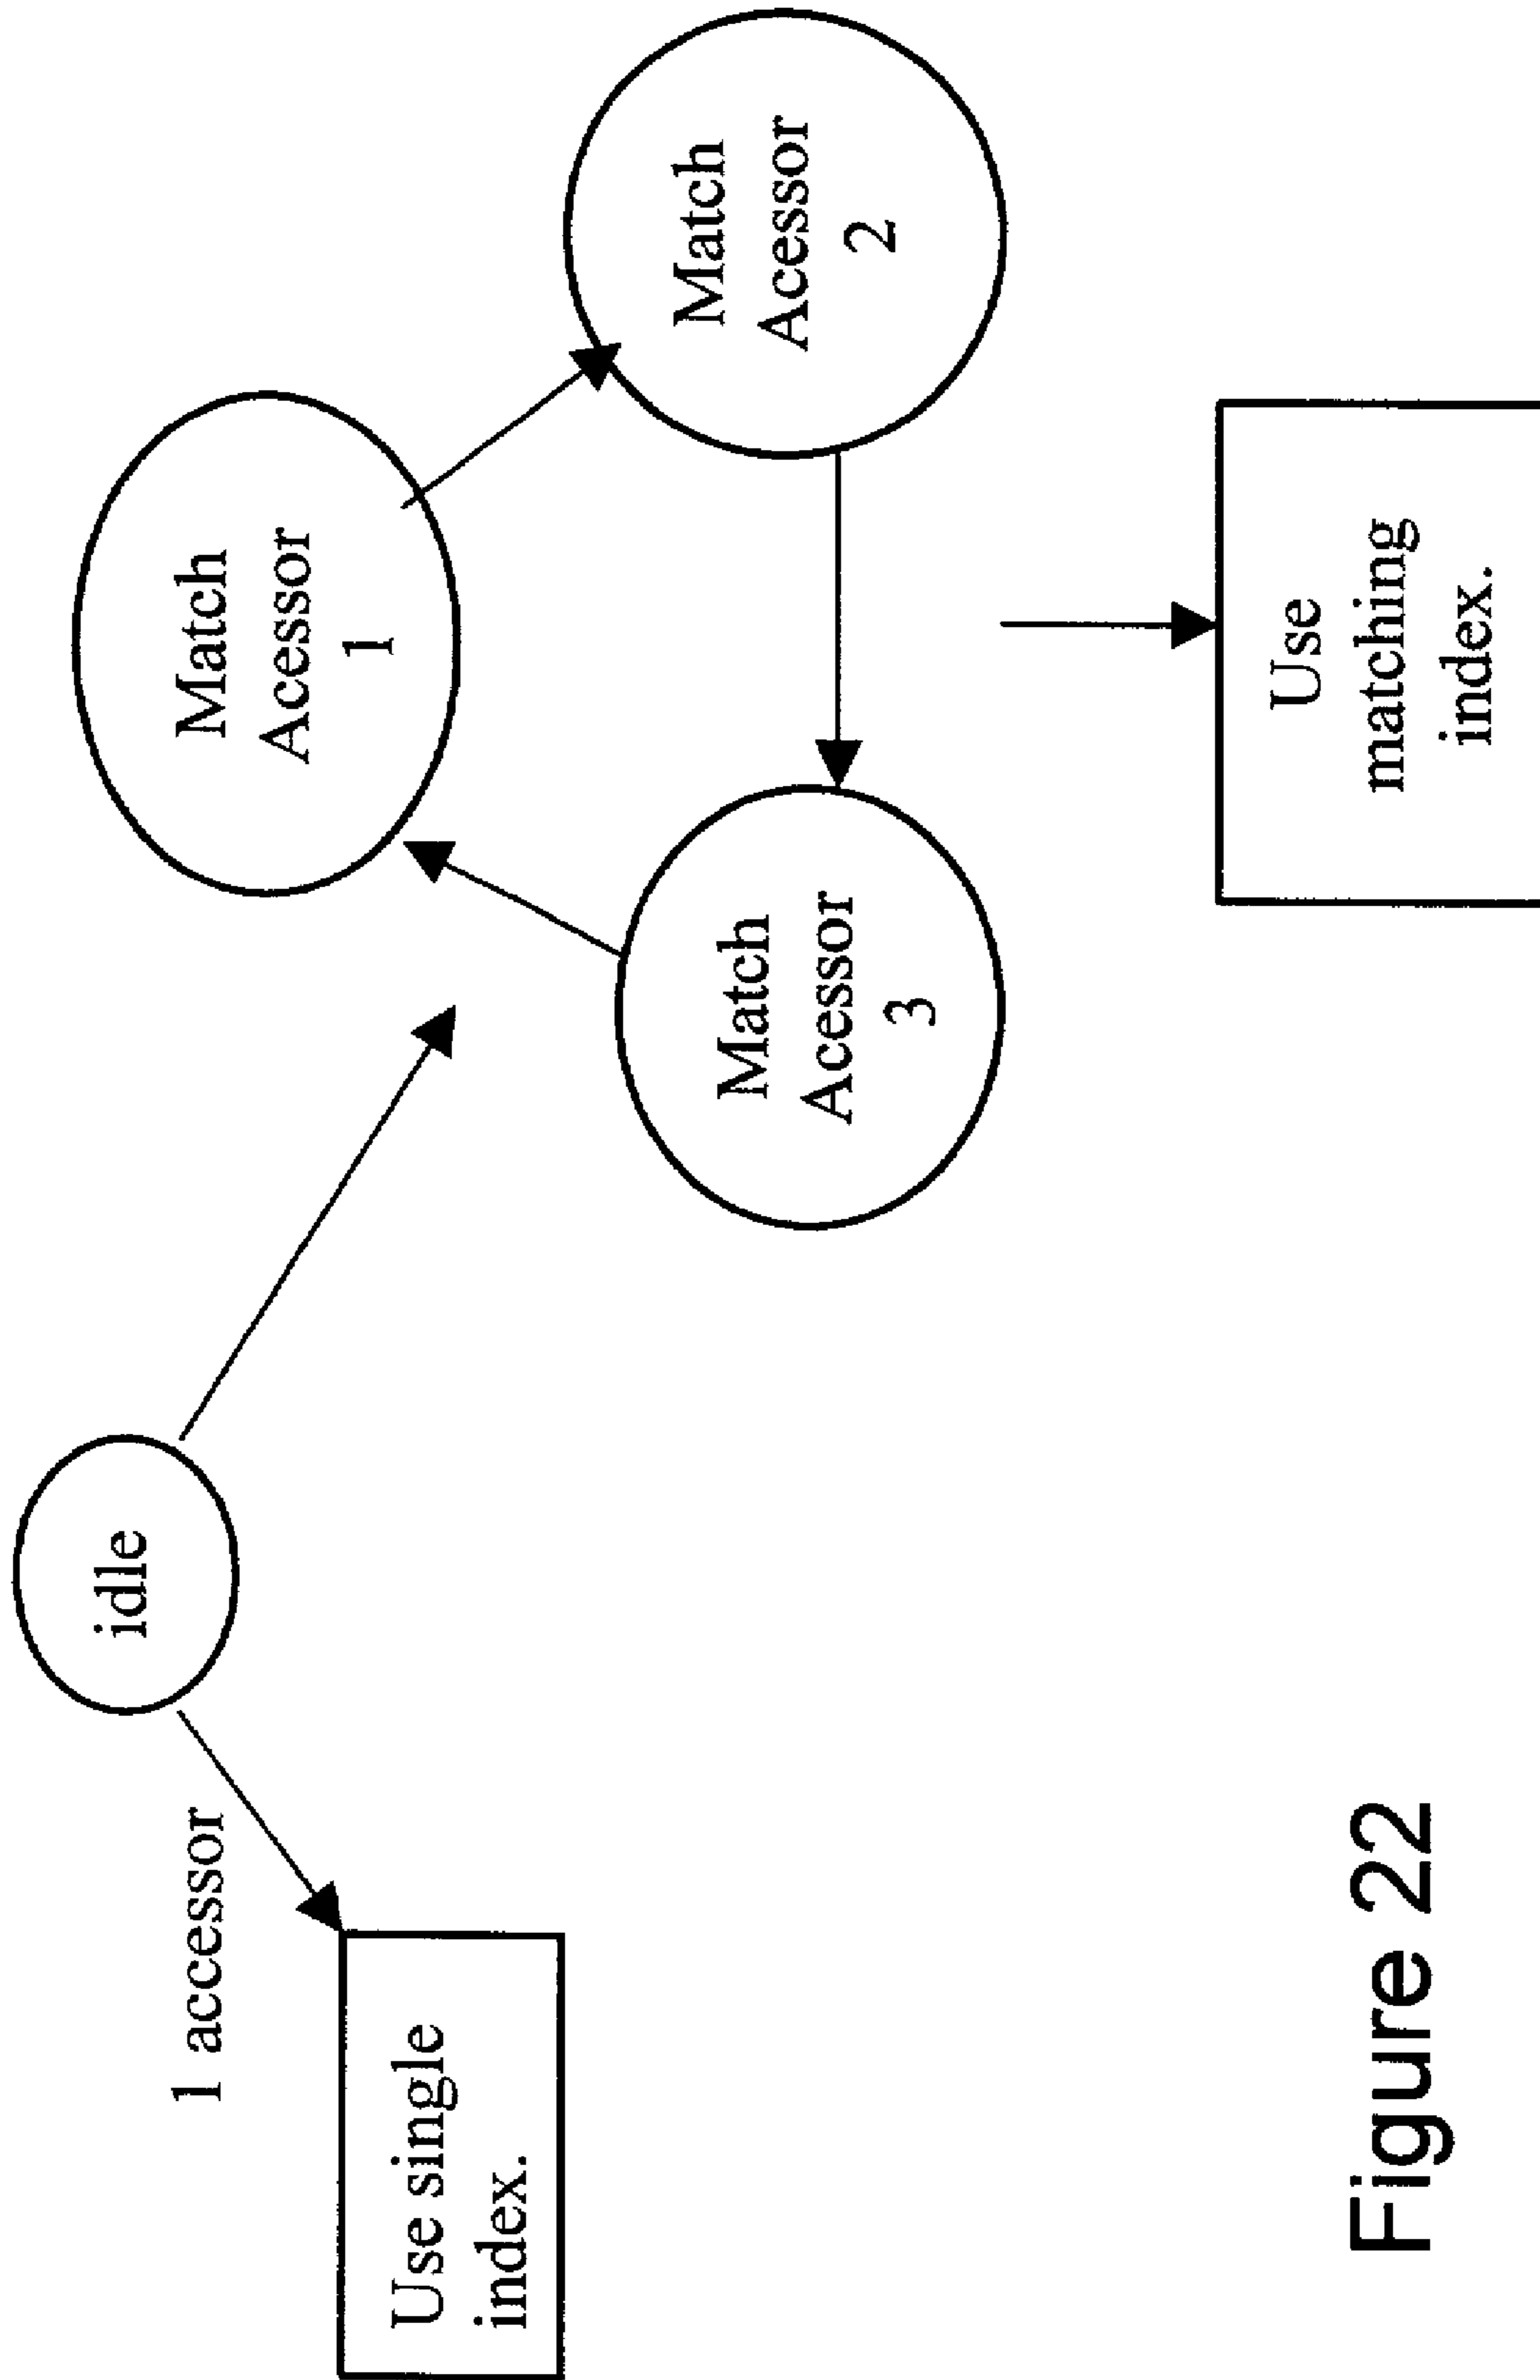 idle
1 accessor
Use single
index.
Match
Acessor
1
Match
Acessor
2
Match
Acessor
3
Use
matching
index.
Figure 22